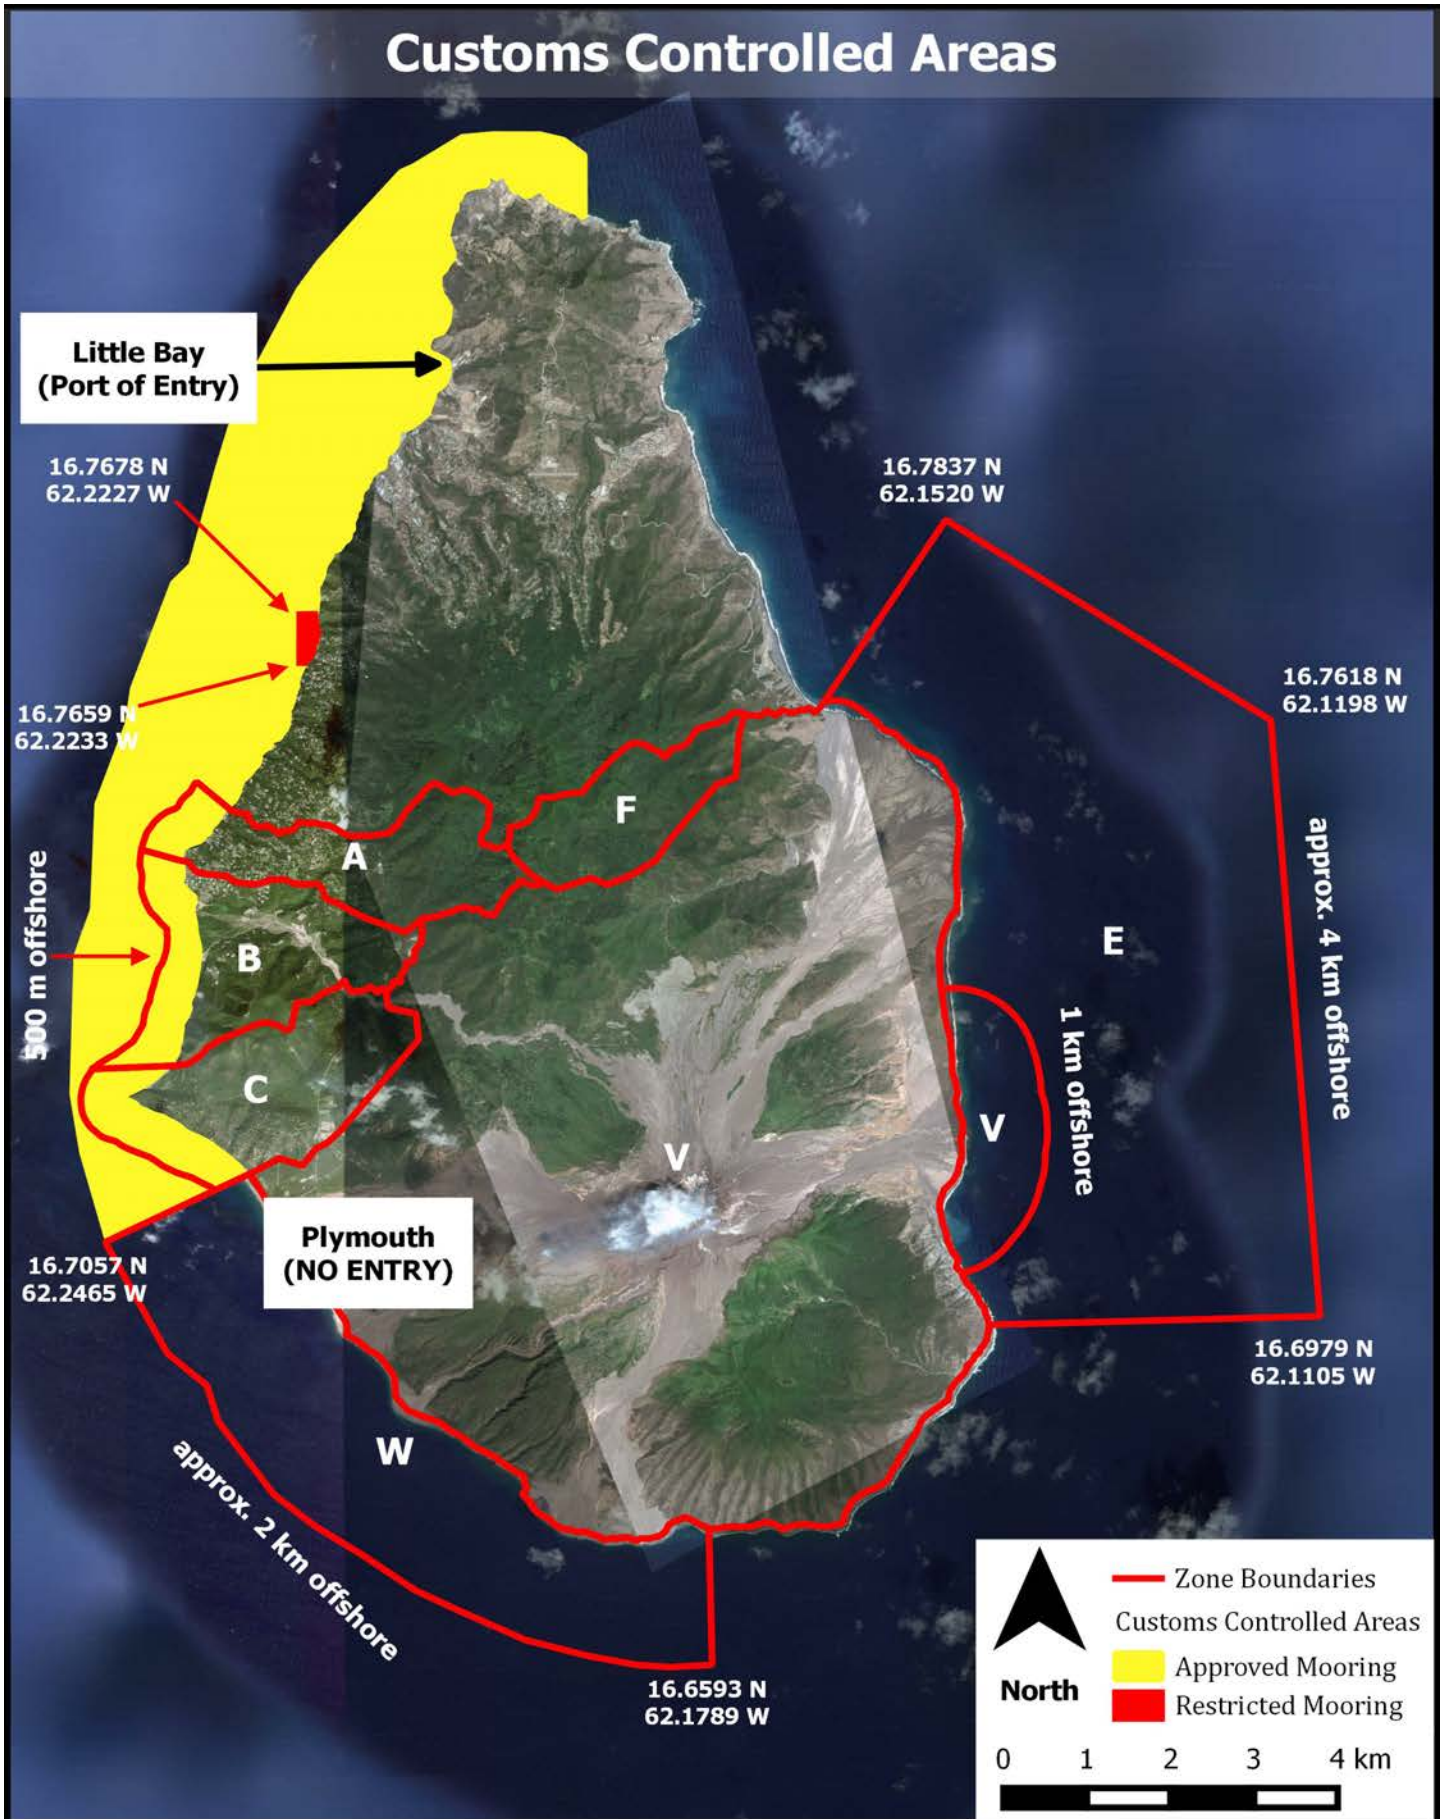 Customs Controlled Areas
Little Bay
(Port of Entry)
16.7678 N
62.2227 W
16.7837 N
62.1520 W
16.7618 N
62.1198 W
16.7659 N
62.2233 W
F
A
approx. 4 km offshore
500 m offshore
B
E
1 km offshore
C
V
V
Plymouth
(NO ENTRY)
16.7057 N
62.2465 W
16.6979 N
62.1105 W
W
approx. 2 km offshore
16.6593 N
62.1789 W
North
Zone Boundaries
Customs Controlled Areas
Approved Mooring
Restricted Mooring
0 1 2 3 4 km